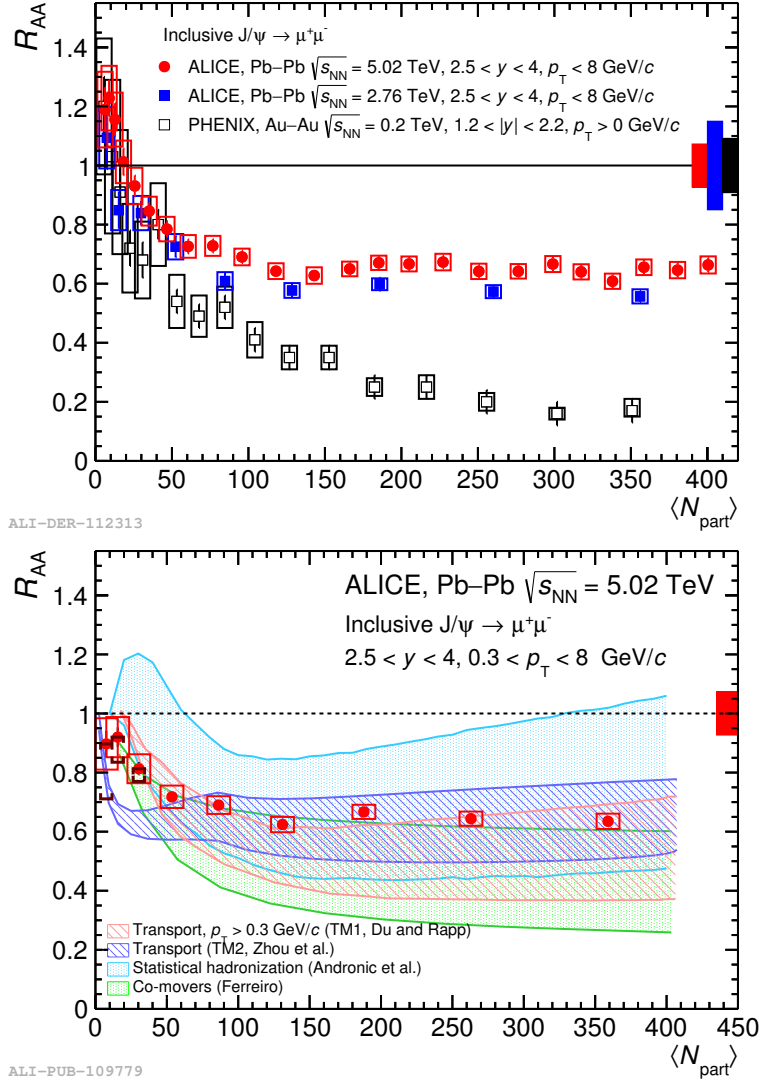 R_AA
1.4
1.2
1
0.8
0.6
0.4
0.2
0
Inclusive J/ψ → μ⁺μ⁻
ALICE, Pb–Pb √s_NN = 5.02 TeV, 2.5 < y < 4, p_T < 8 GeV/c
ALICE, Pb–Pb √s_NN = 2.76 TeV, 2.5 < y < 4, p_T < 8 GeV/c
PHENIX, Au–Au √s_NN = 0.2 TeV, 1.2 < |y| < 2.2, p_T > 0 GeV/c
0 50 100 150 200 250 300 350 400
⟨N_part⟩
ALI-DER-112313
R_AA
1.4
1.2
1
0.8
0.6
0.4
0.2
0
ALICE, Pb–Pb √s_NN = 5.02 TeV
Inclusive J/ψ → μ⁺μ⁻
2.5 < y < 4, 0.3 < p_T < 8 GeV/c
Transport, p_T > 0.3 GeV/c (TM1, Du and Rapp)
Transport (TM2, Zhou et al.)
Statistical hadronization (Andronic et al.)
Co-movers (Ferreiro)
0 50 100 150 200 250 300 350 400 450
⟨N_part⟩
ALI-PUB-109779